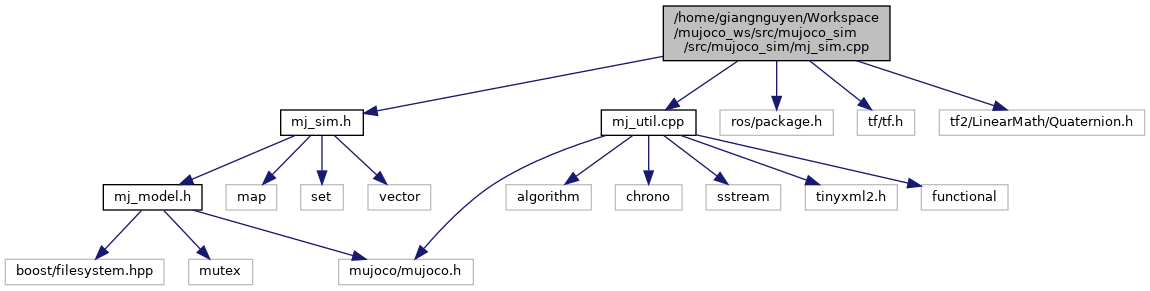 /home/giangnguyen/Workspace
/mujoco_ws/src/mujoco_sim
/src/mujoco_sim/mj_sim.cpp
mj_sim.h
mj_util.cpp
ros/package.h
tf/tf.h
tf2/LinearMath/Quaternion.h
mj_model.h
map
set
vector
algorithm
chrono
sstream
tinyxml2.h
functional
boost/filesystem.hpp
mutex
mujoco/mujoco.h